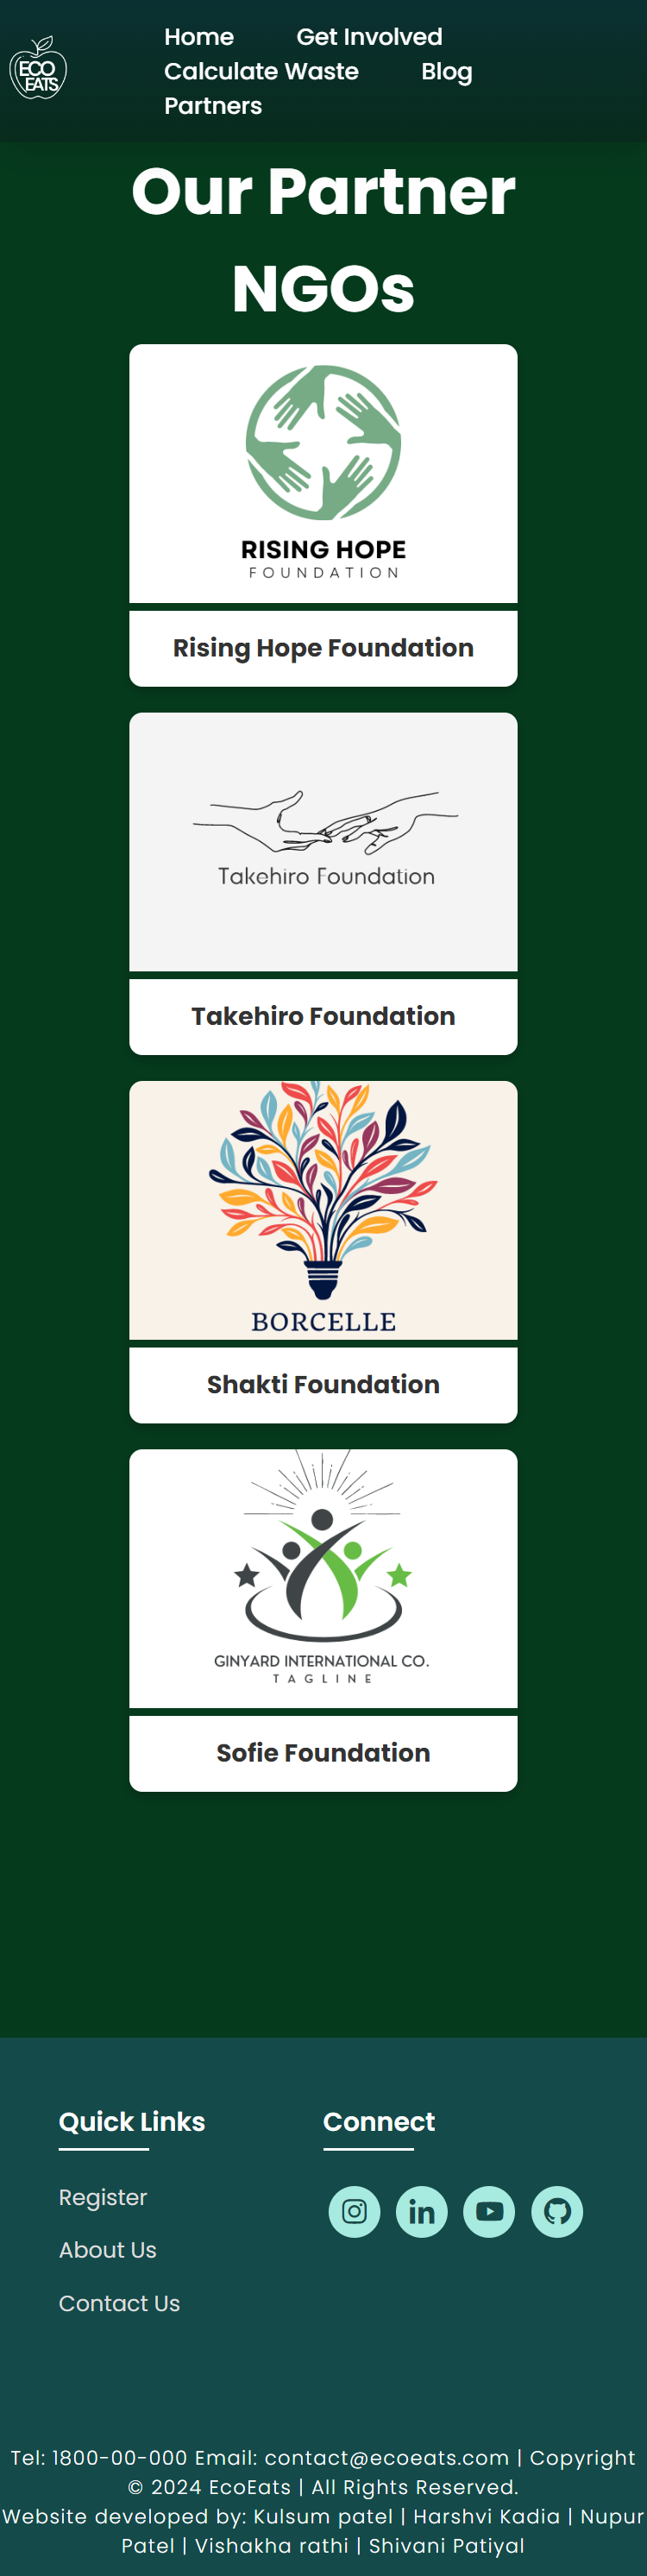 ECO
EATS
Home Get Involved
Calculate Waste Blog
Partners
Our Partner
NGOs
RISING HOPE
FOUNDATION
Rising Hope Foundation
Takehiro Foundation
Takehiro Foundation
BORCELLE
Shakti Foundation
GINYARD INTERNATIONAL CO.
TAGLINE
Sofie Foundation
Quick Links
Connect
Register
About Us
Contact Us
Tel: 1800-00-000 Email: contact@ecoeats.com | Copyright
© 2024 EcoEats | All Rights Reserved.
Website developed by: Kulsum patel | Harshvi Kadia | Nupur
Patel | Vishakha rathi | Shivani Patiyal